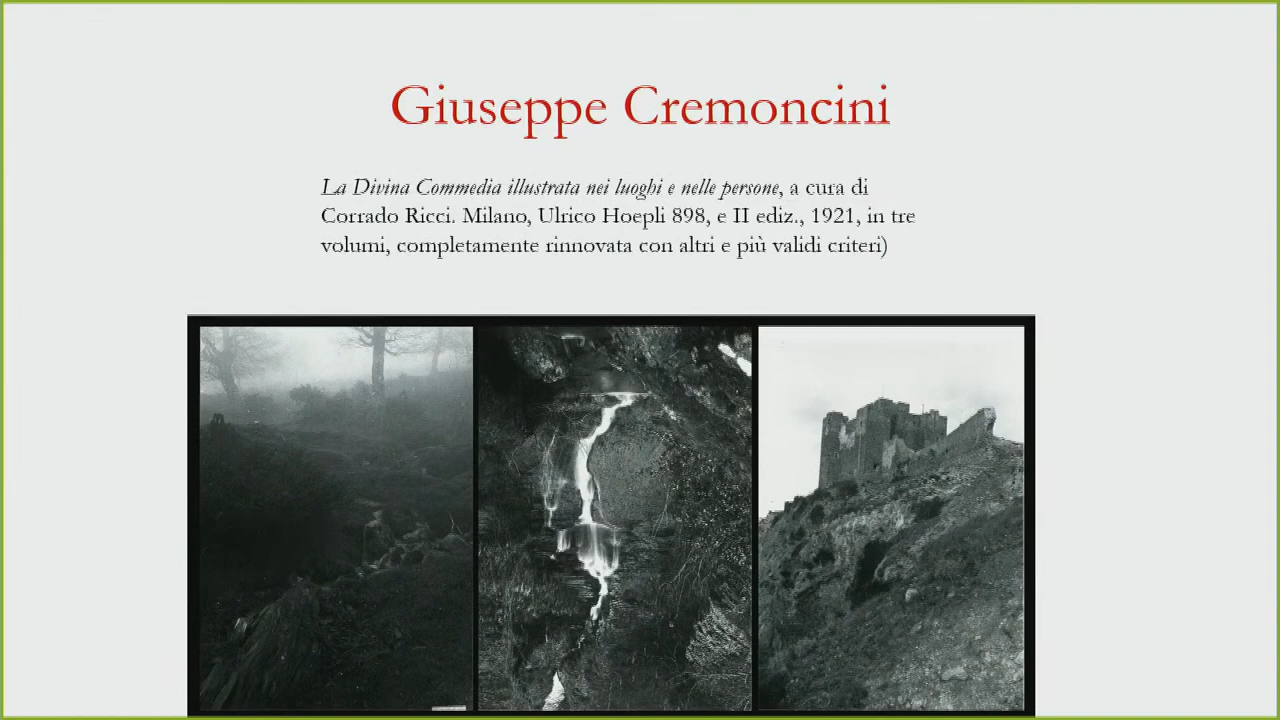 Giuseppe Cremoncini
La Divina Commedia illustrata nei luoghi e nelle persone, a cura di
Corrado Ricci. Milano, Ulrico Hoepli 898, e II ediz., 1921, in tre
volumi, completamente rinnovata con altri e più validi criteri)